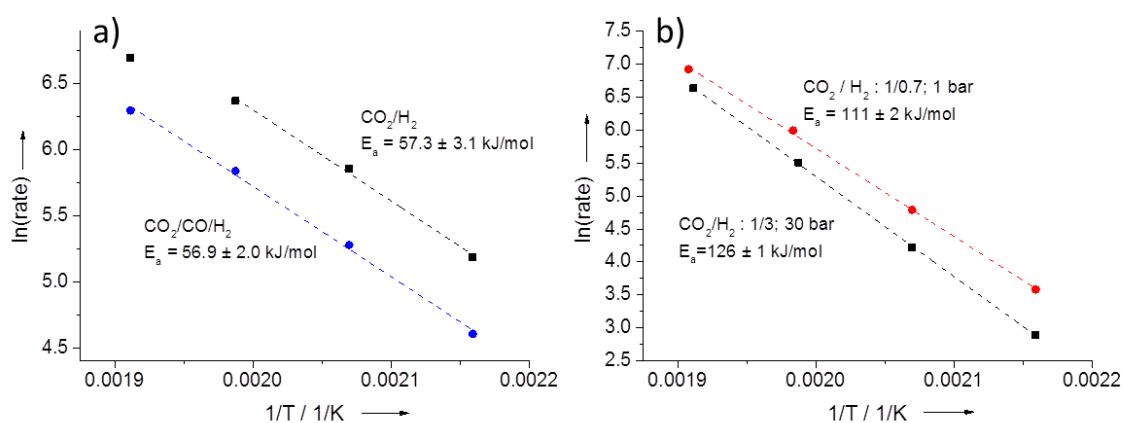 a)
ln(rate)
6.5
6.0
5.5
5.0
4.5
CO₂/H₂
Eₐ = 57.3 ± 3.1 kJ/mol
CO₂/CO/H₂
Eₐ = 56.9 ± 2.0 kJ/mol
0.0019 0.0020 0.0021 0.0022
1/T / 1/K
b)
ln(rate)
7.5
7.0
6.5
6.0
5.5
5.0
4.5
4.0
3.5
3.0
2.5
CO₂ / H₂ : 1/0.7; 1 bar
Eₐ = 111 ± 2 kJ/mol
CO₂/H₂ : 1/3; 30 bar
Eₐ=126 ± 1 kJ/mol
0.0019 0.0020 0.0021 0.0022
1/T / 1/K